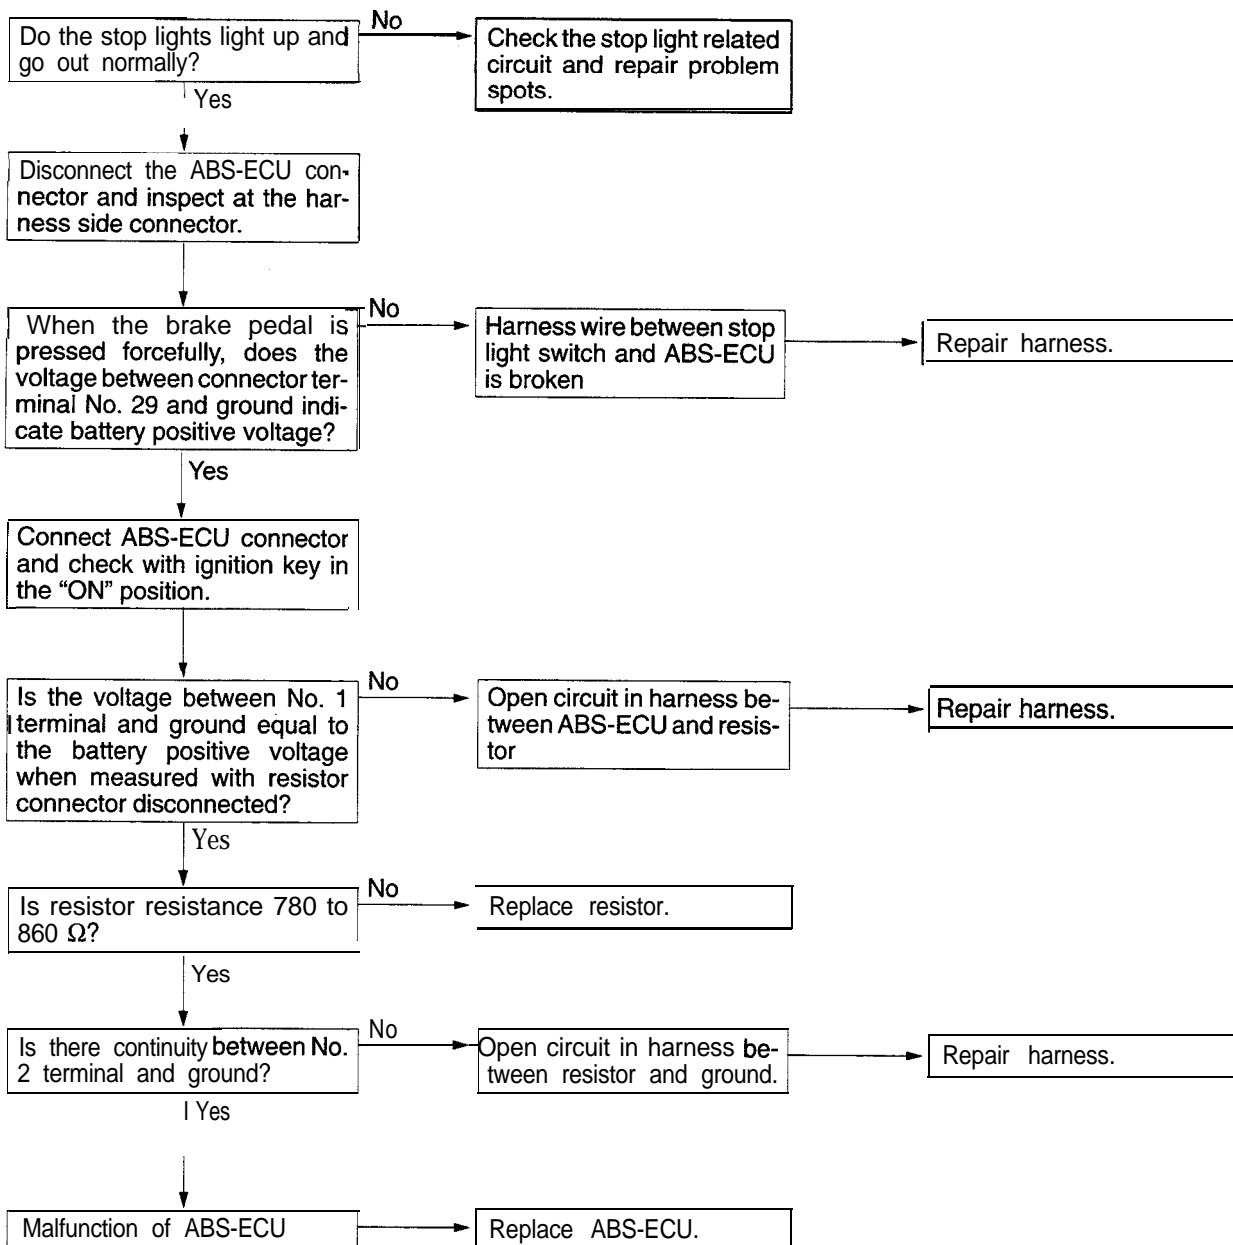 Do the stop lights light up and
go out normally?
No
Check the stop light related
circuit and repair problem
spots.
Yes
Disconnect the ABS-ECU con-
nector and inspect at the har-
ness side connector.
When the brake pedal is
pressed forcefully, does the
voltage between connector ter-
minal No. 29 and ground indi-
cate battery positive voltage?
No
Harness wire between stop
light switch and ABS-ECU
is broken
Repair harness.
Yes
Connect ABS-ECU connector
and check with ignition key in
the “ON” position.
Is the voltage between No. 1
terminal and ground equal to
the battery positive voltage
when measured with resistor
connector disconnected?
No
Open circuit in harness be-
tween ABS-ECU and resis-
tor
Repair harness.
Yes
Is resistor resistance 780 to
860 Ω?
No
Replace resistor.
Yes
Is there continuity between No.
2 terminal and ground?
No
Open circuit in harness be-
tween resistor and ground.
Repair harness.
Yes
Malfunction of ABS-ECU
Replace ABS-ECU.